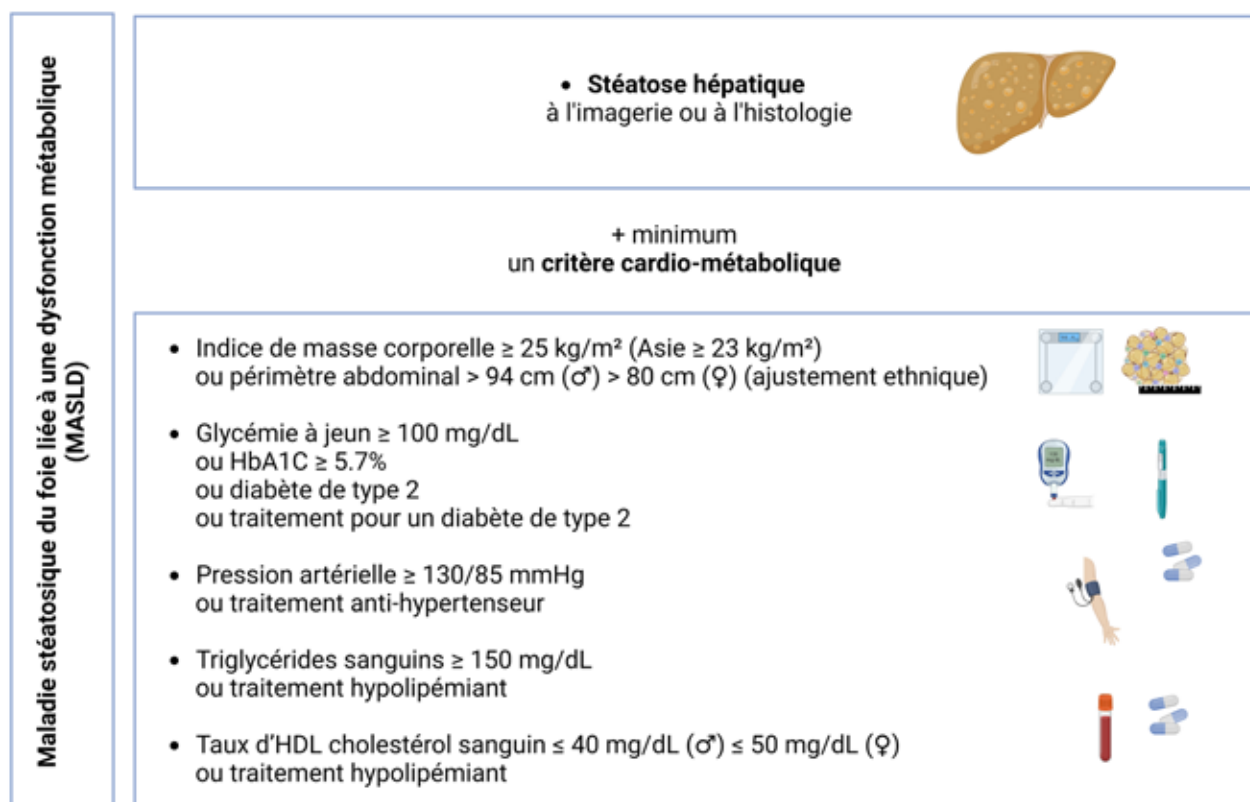 Maladie stéatosique du foie liée à une dysfonction métabolique
(MASLD)
• Stéatose hépatique
à l'imagerie ou à l'histologie
+ minimum
un critère cardio-métabolique
• Indice de masse corporelle ≥ 25 kg/m² (Asie ≥ 23 kg/m²)
ou périmètre abdominal > 94 cm (♂) > 80 cm (♀) (ajustement ethnique)
• Glycémie à jeun ≥ 100 mg/dL
ou HbA1C ≥ 5.7%
ou diabète de type 2
ou traitement pour un diabète de type 2
• Pression artérielle ≥ 130/85 mmHg
ou traitement anti-hypertenseur
• Triglycérides sanguins ≥ 150 mg/dL
ou traitement hypolipémiant
• Taux d'HDL cholestérol sanguin ≤ 40 mg/dL (♂) ≤ 50 mg/dL (♀)
ou traitement hypolipémiant